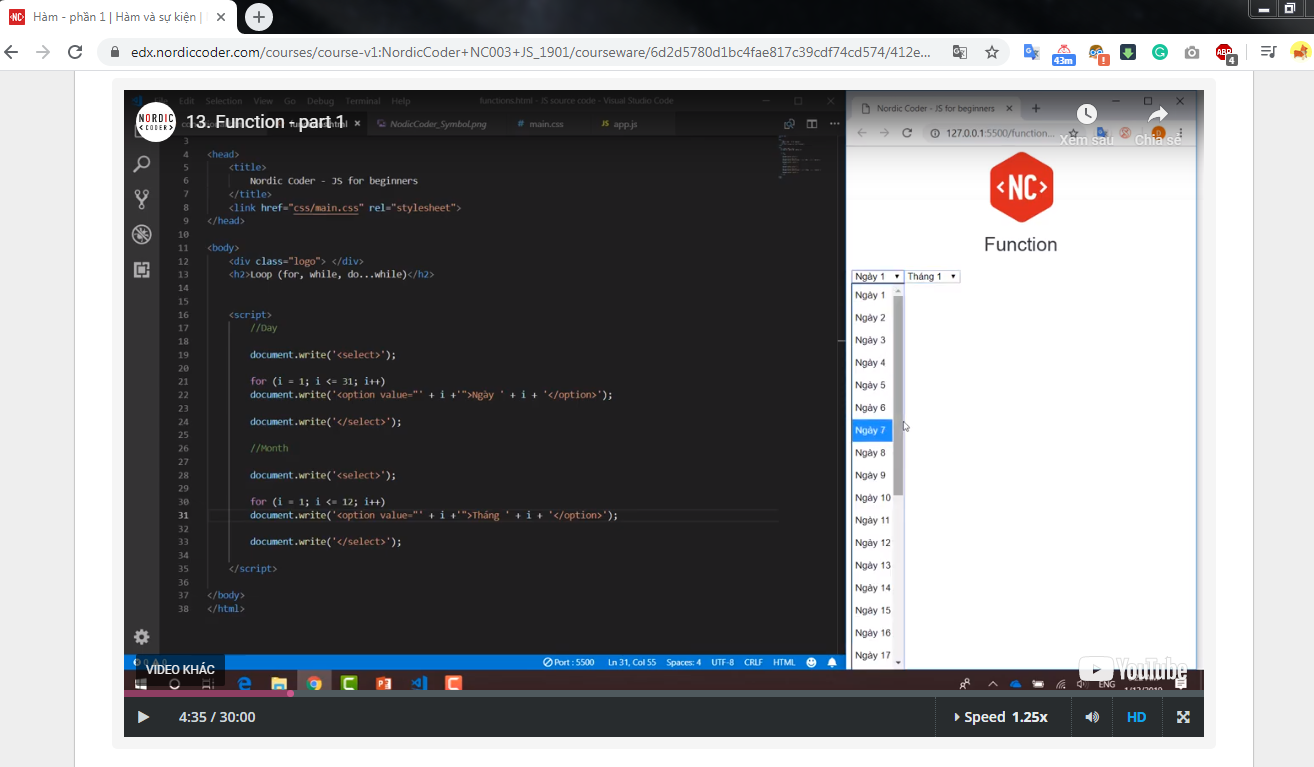 Hàm - phần 1 | Hàm và sự kiện |
edx.nordiccoder.com/courses/course-v1:NordicCoder+NC003+JS_1901/courseware/6d2d5780d1bc4fae817c39cdf74cd574/412e...
43m
4
Edit Selection View Go Debug Terminal Help
functions.html - JS source code - Visual Studio Code
NORDIC
CODER
13. Function - part 1
NodicCoder_Symbol.png
main.css
JS app.js
3
4 <head>
5 <title>
6 Nordic Coder - JS for beginners
7 </title>
8 <link href="css/main.css" rel="stylesheet">
9 </head>
10
11 <body>
12 <div class="logo"> </div>
13 <h2>Loop (for, while, do...while)</h2>
14
15
16 <script>
17 //Day
18
19 document.write('<select>');
20
21 for (i = 1; i <= 31; i++)
22 document.write('<option value="' + i +'">Ngày ' + i + '</option>');
23
24 document.write('</select>');
25
26 //Month
27
28 document.write('<select>');
29
30 for (i = 1; i <= 12; i++)
31 document.write('<option value="' + i +'">Tháng ' + i + '</option>');
32
33 document.write('</select>');
34
35 </script>
36
37 </body>
38 </html>
Port : 5500 Ln 31, Col 55 Spaces: 4 UTF-8 CRLF HTML
Nordic Coder - JS for beginners
127.0.0.1:5500/function...
Xem sau
Chia sẻ
<NC>
Function
Ngày 1 Tháng 1
Ngày 1
Ngày 2
Ngày 3
Ngày 4
Ngày 5
Ngày 6
Ngày 7
Ngày 8
Ngày 9
Ngày 10
Ngày 11
Ngày 12
Ngày 13
Ngày 14
Ngày 15
Ngày 16
Ngày 17
VIDEO KHÁC
YouTube
ENG
4:35 / 30:00
Speed 1.25x
HD